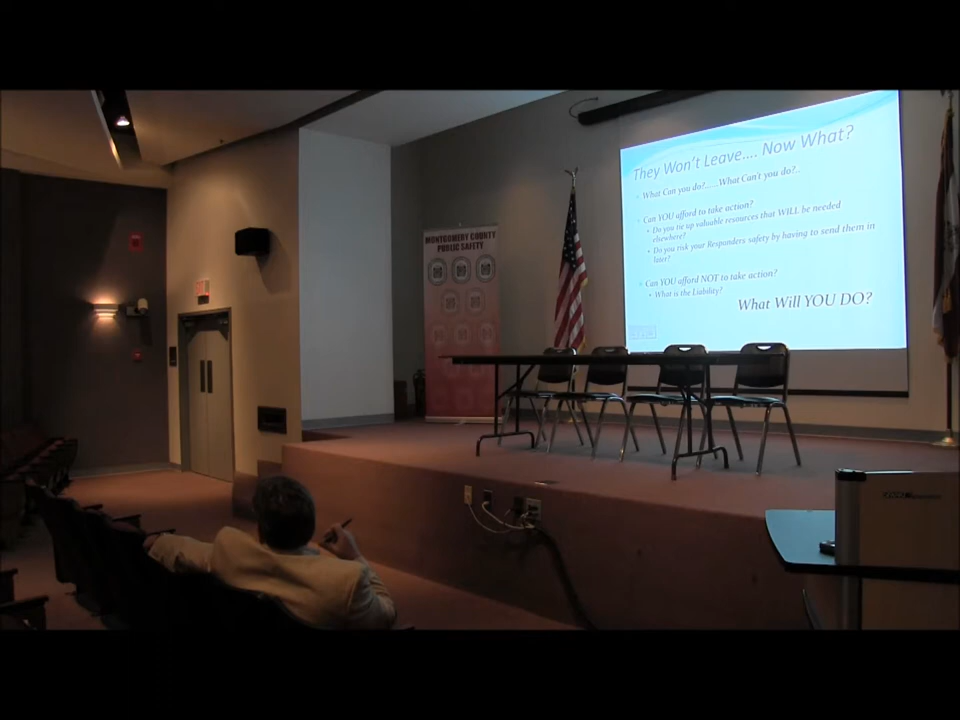 They Won't Leave.... Now What?
What Can you do?......What Can't you do?..
Can YOU afford to take action?
Do you tie up valuable resources that WILL be needed
elsewhere?
Do you risk your Responders safety by having to send them in
later?
Can YOU afford NOT to take action?
What is the Liability?
What Will YOU DO?
MONTGOMERY COUNTY
PUBLIC SAFETY